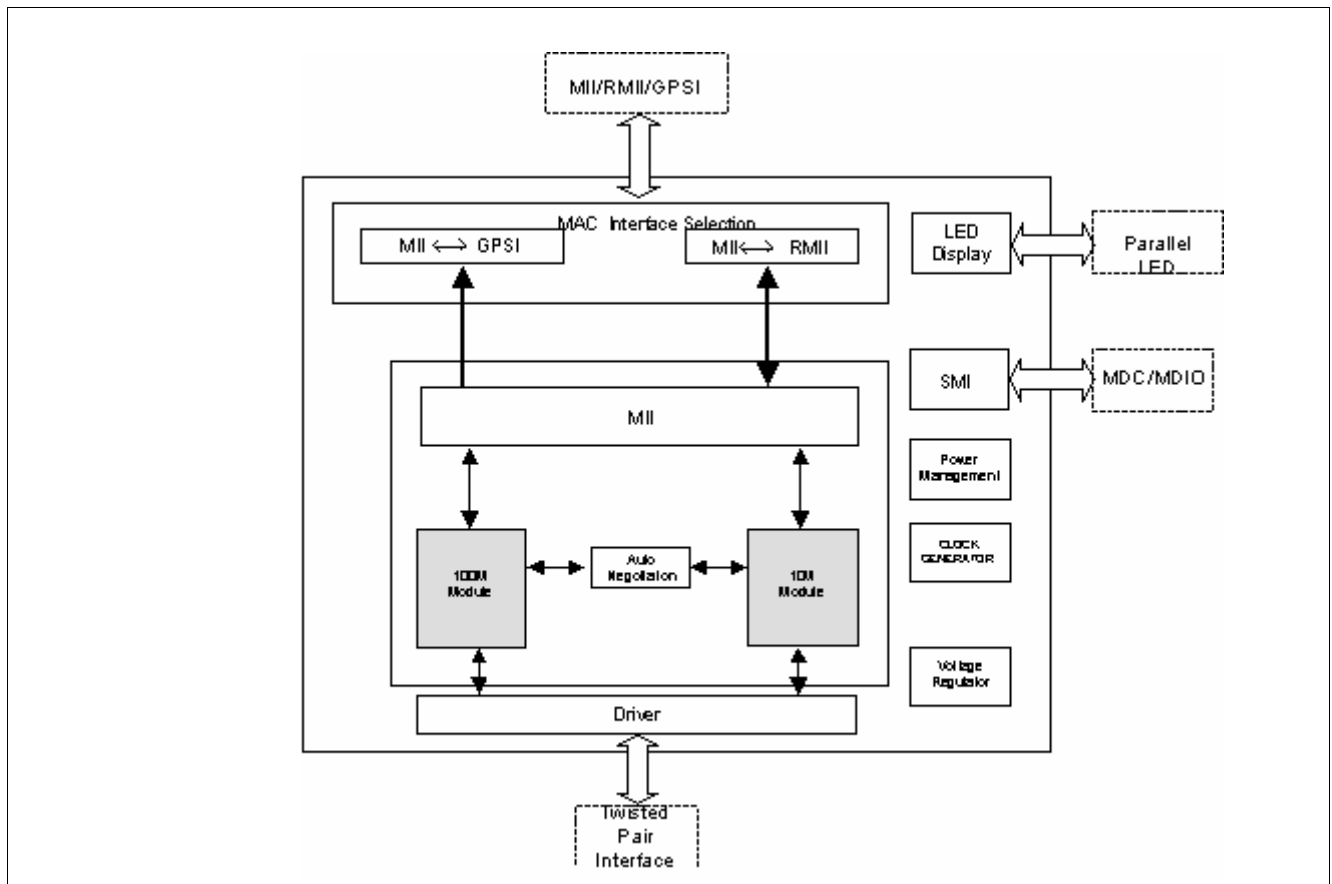 MII/RMII/GPSI
MAC Interface Selection
MII GPSI
MII RMII
LED
Display
Parallel
LED
SMI
MDC/MDIO
MII
Power
Management
CLOCK
GENERATOR
100M
Module
Auto
Negotiation
10M
Module
Voltage
Regulator
Driver
Twisted
Pair
Interface